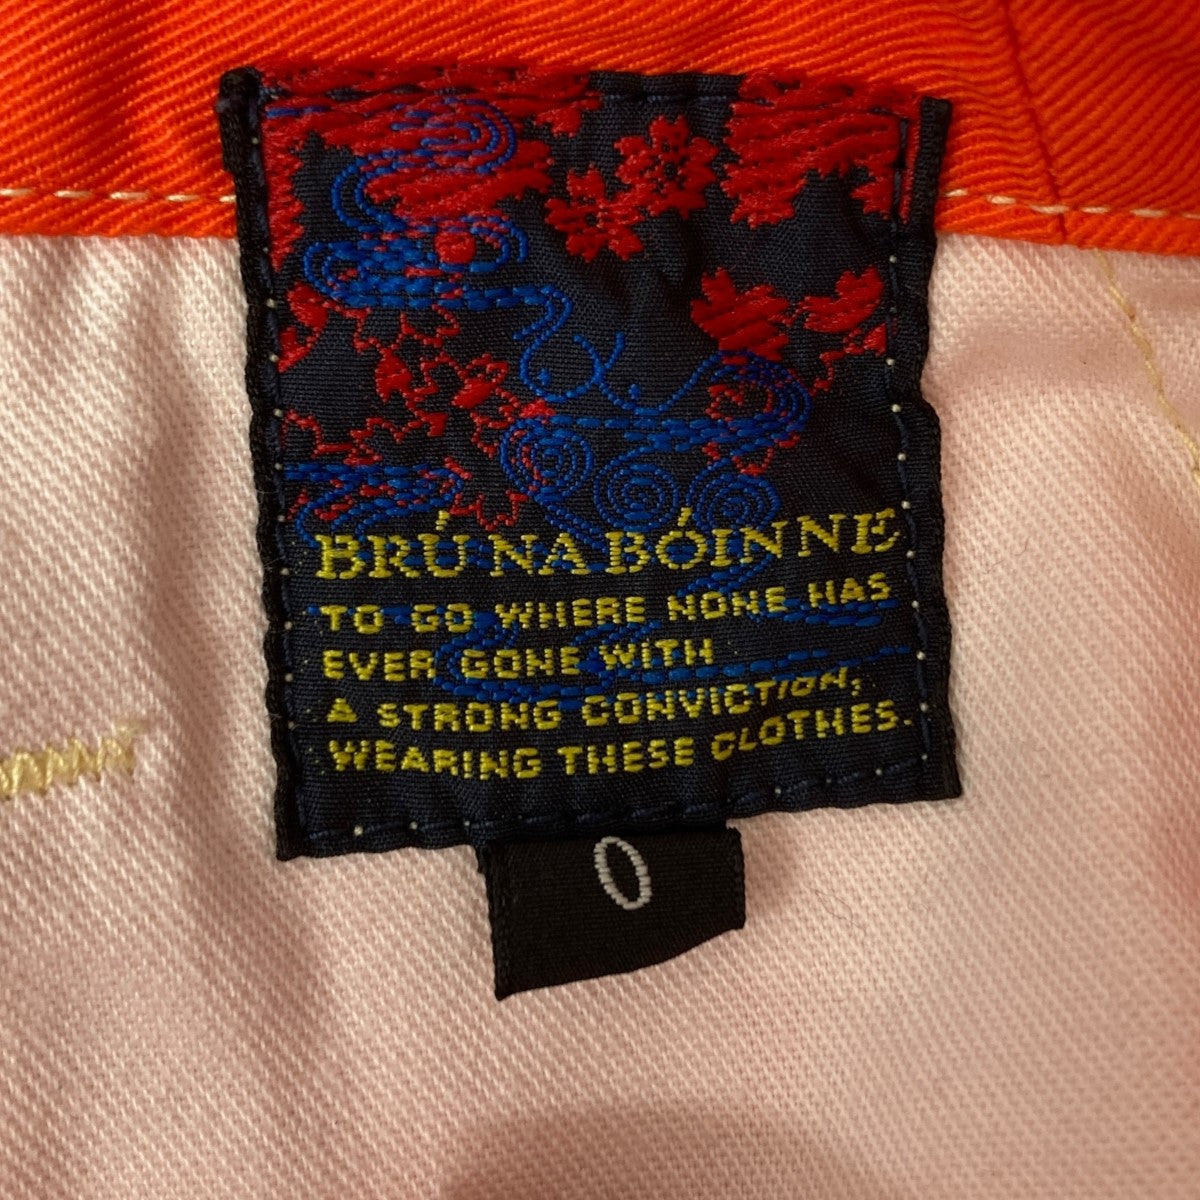 BRÚ NA BÓINNE
TO GO WHERE NONE HAS
EVER GONE WITH
A STRONG CONVICTION,
WEARING THESE CLOTHES.
0